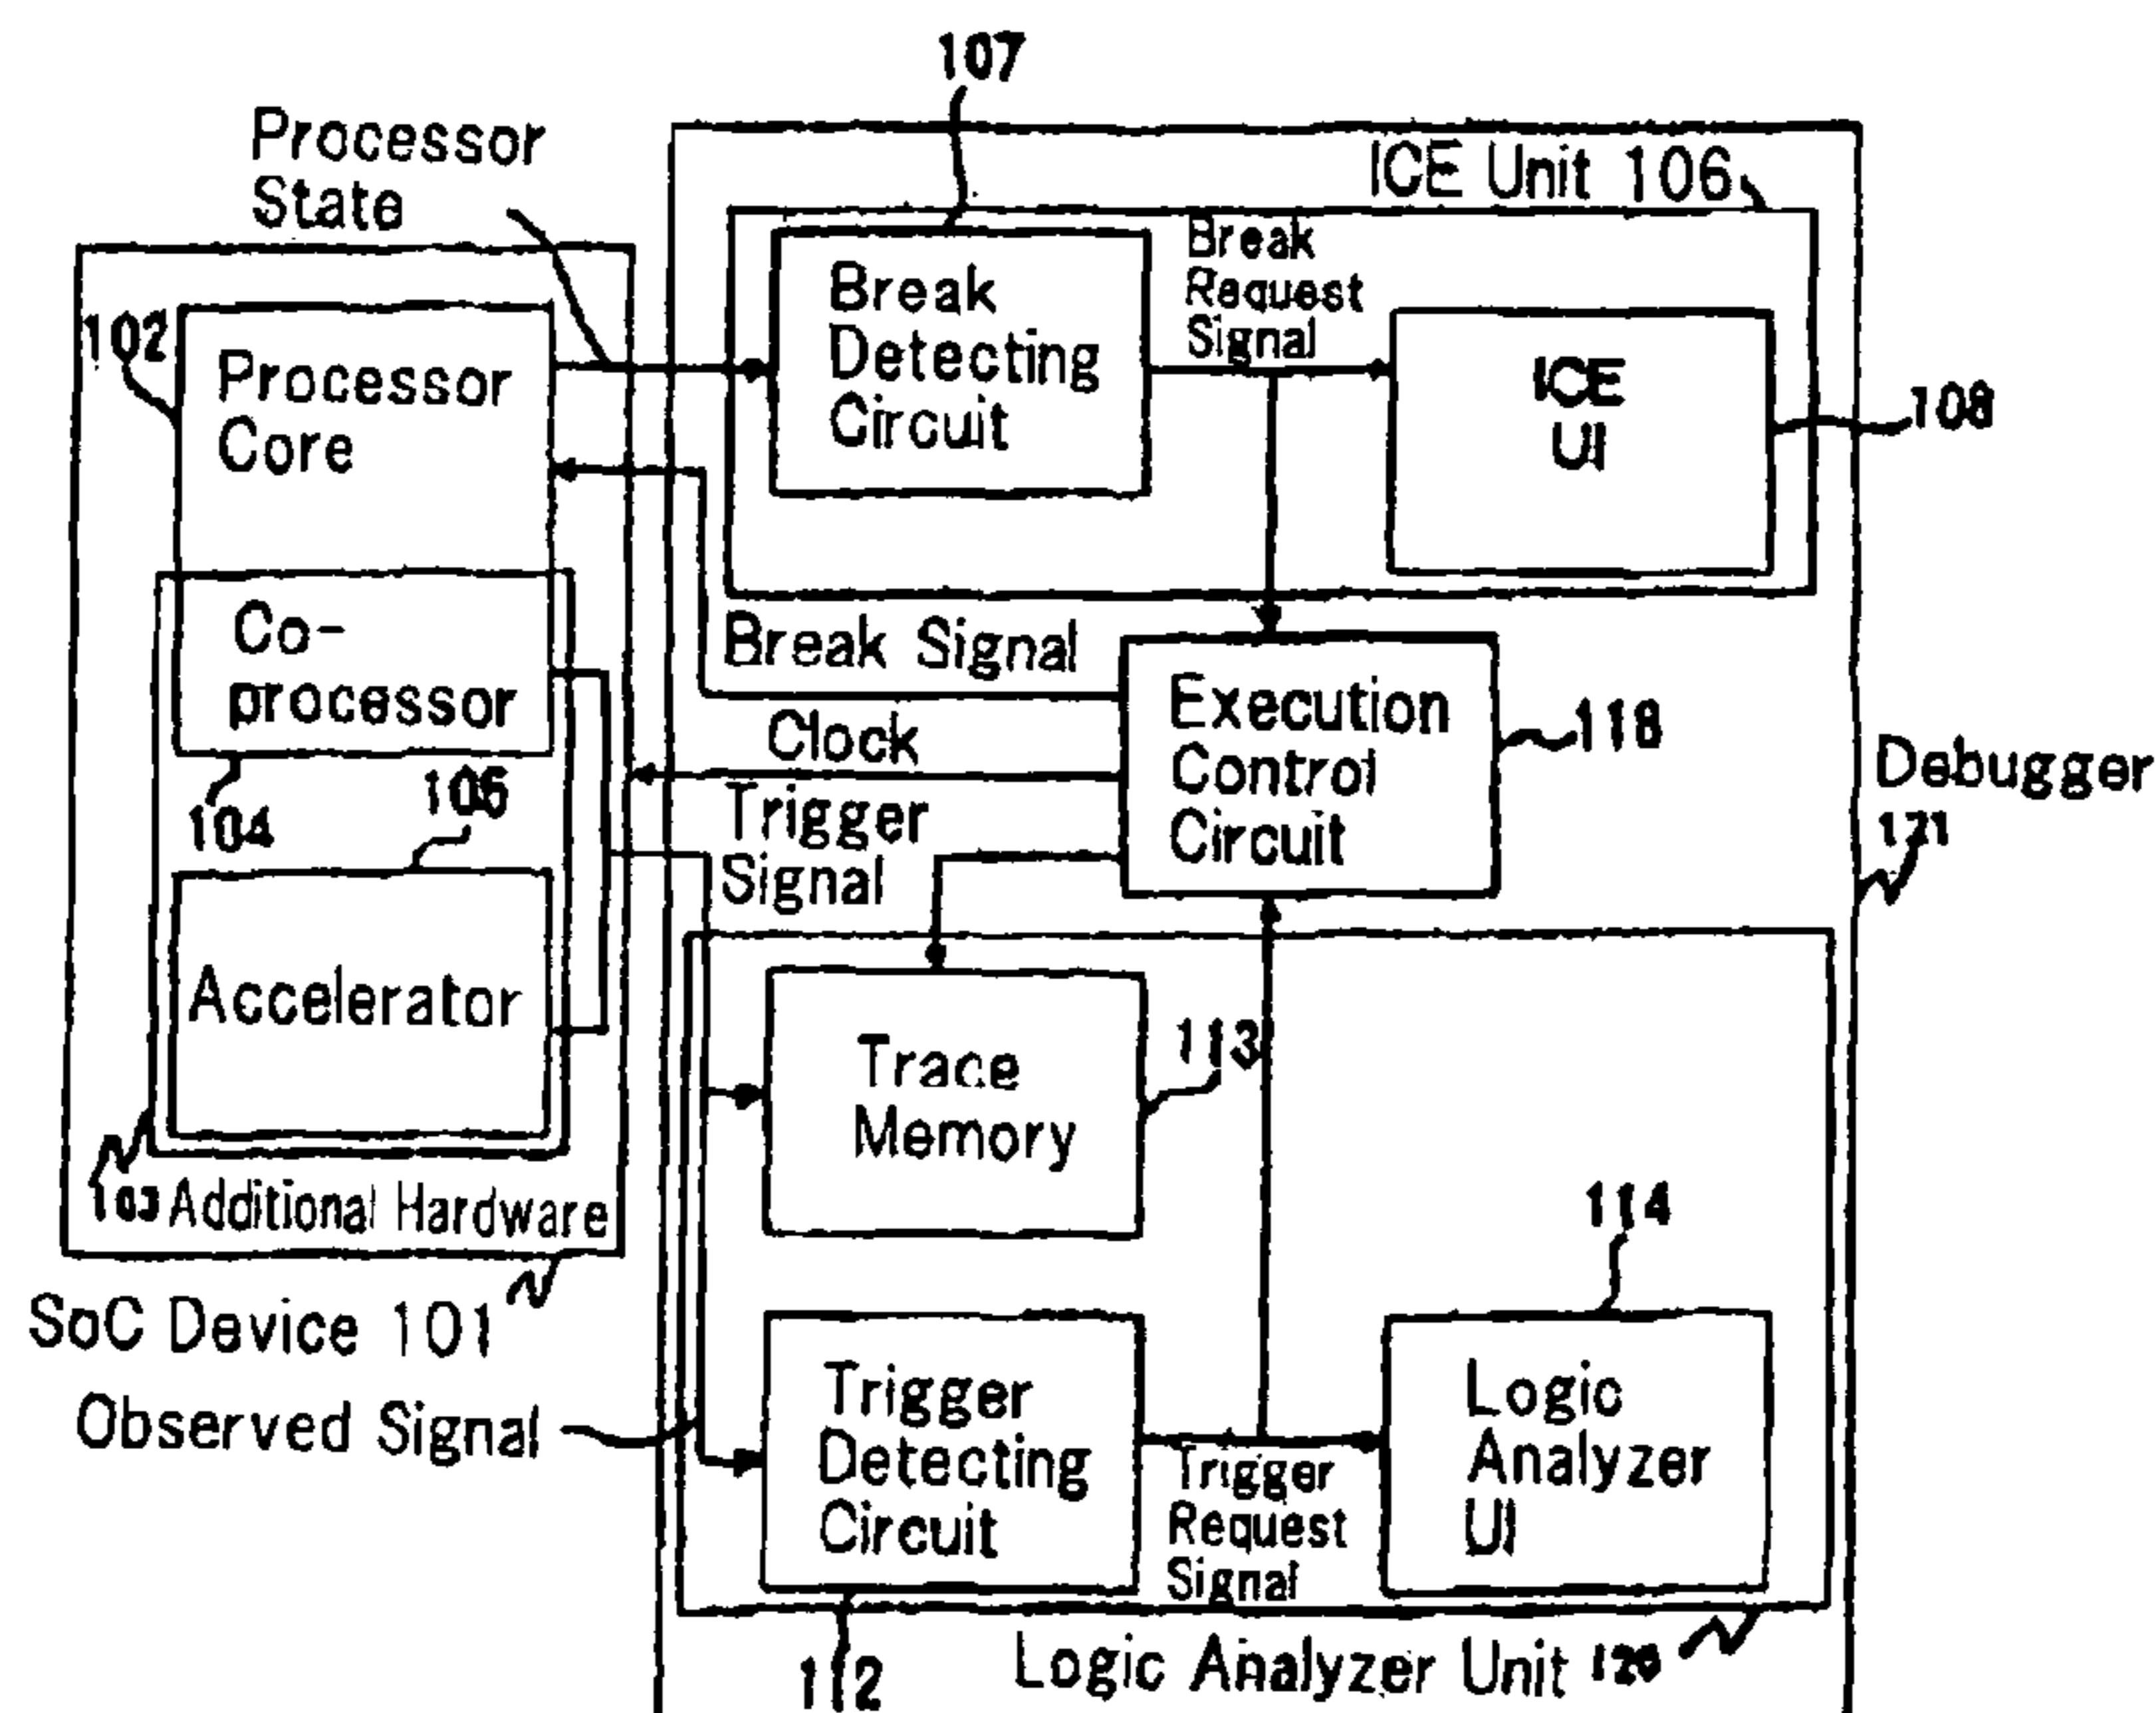 107
Processor
State
ICE Unit 106
Break
Request
Signal
Break
Detecting
Circuit
ICE
UI
108
102
Processor
Core
Co-
processor
104
105
Accelerator
103 Additional Hardware
SoC Device 101
Break Signal
Clock
Trigger
Signal
Execution
Control
Circuit
118
Debugger
121
Trace
Memory
113
114
Observed Signal
Trigger
Detecting
Circuit
Trigger
Request
Signal
Logic
Analyzer
UI
112
Logic Analyzer Unit 120